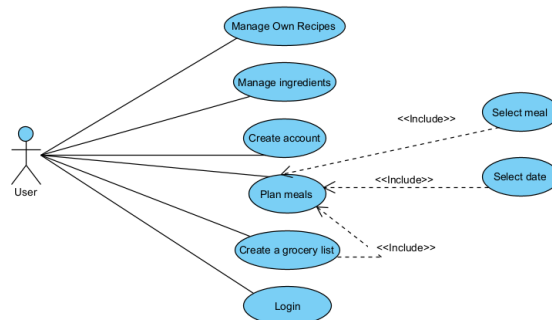 Manage Own Recipes
Manage ingredients
Select meal
<<Include>>
Create account
User
Plan meals
<<Include>>
Select date
Create a grocery list
<<Include>>
Login